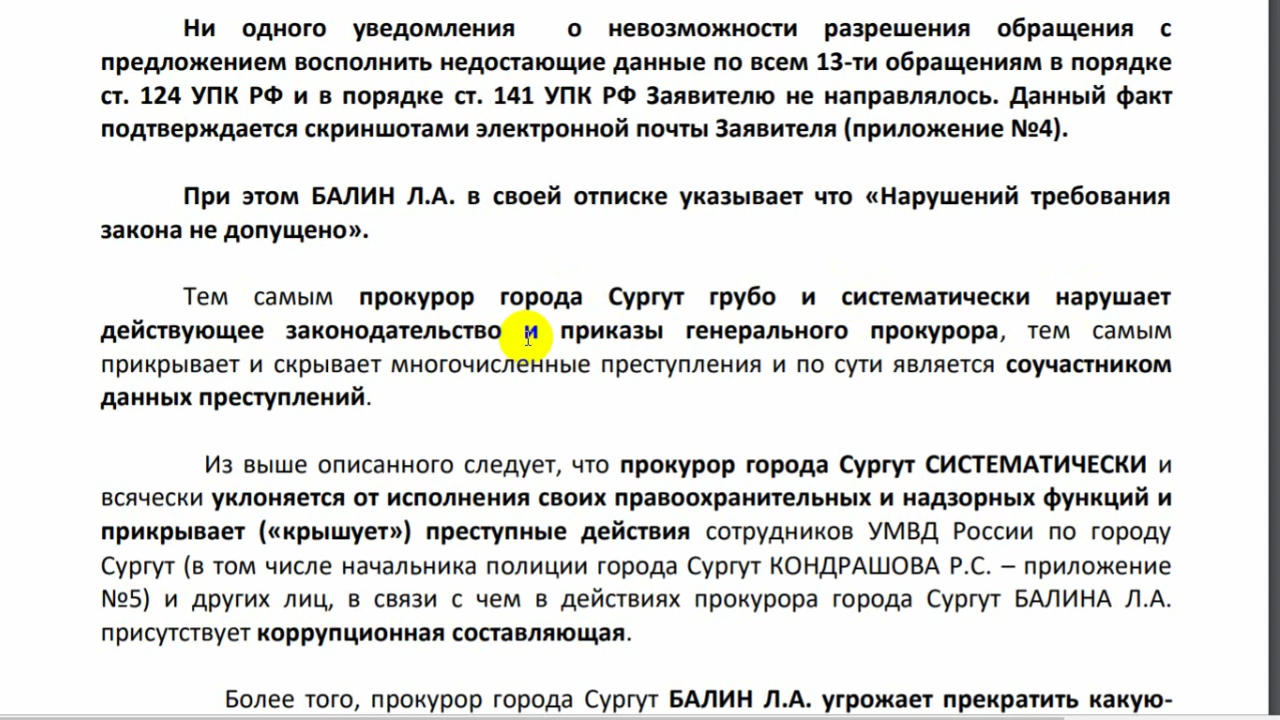 Ни одного уведомления о невозможности разрешения обращения с
предложением восполнить недостающие данные по всем 13-ти обращениям в порядке
ст. 124 УПК РФ и в порядке ст. 141 УПК РФ Заявителю не направлялось. Данный факт
подтверждается скриншотами электронной почты Заявителя (приложение №4).
При этом БАЛИН Л.А. в своей отписке указывает что «Нарушений требования
закона не допущено».
Тем самым прокурор города Сургут грубо и систематически нарушает
действующее законодательство и приказы генерального прокурора, тем самым
прикрывает и скрывает многочисленные преступления и по сути является соучастником
данных преступлений.
Из выше описанного следует, что прокурор города Сургут СИСТЕМАТИЧЕСКИ и
всячески уклоняется от исполнения своих правоохранительных и надзорных функций и
прикрывает («крышует») преступные действия сотрудников УМВД России по городу
Сургут (в том числе начальника полиции города Сургут КОНДРАШОВА Р.С. – приложение
№5) и других лиц, в связи с чем в действиях прокурора города Сургут БАЛИНА Л.А.
присутствует коррупционная составляющая.
Более того, прокурор города Сургут БАЛИН Л.А. угрожает прекратить какую-